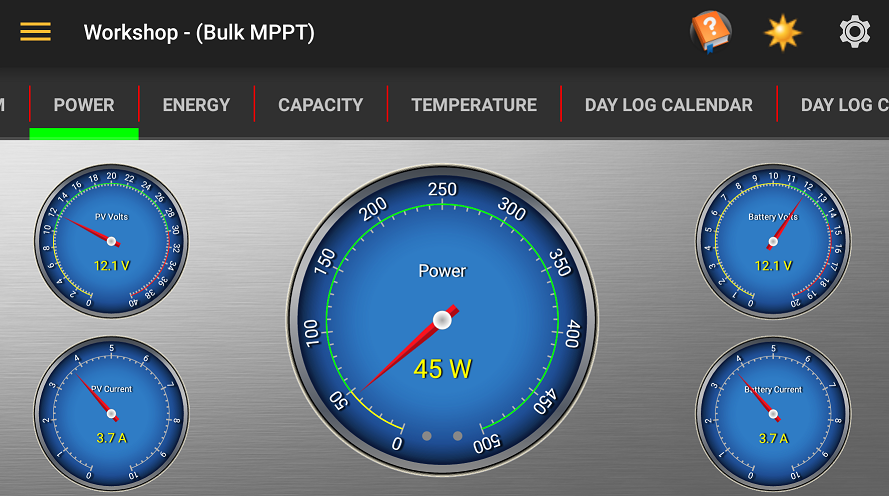 Workshop - (Bulk MPPT)
M
POWER
ENERGY
CAPACITY
TEMPERATURE
DAY LOG CALENDAR
DAY LOG C
0 2 4 6 8 10 12 14 16 18 20 22 24 26 28 30 32 34 36 38 40
PV Volts
12.1 V
0 50 100 150 200 250 300 350 400 450 500
Power
45 W
0 1 2 3 4 5 6 7 8 9 10 11 12 13 14 15 16 17 18 19 20
Battery Volts
12.1 V
0 1 2 3 4 5 6 7 8 9 10
PV Current
3.7 A
0 1 2 3 4 5 6 7 8 9 10
Battery Current
3.7 A